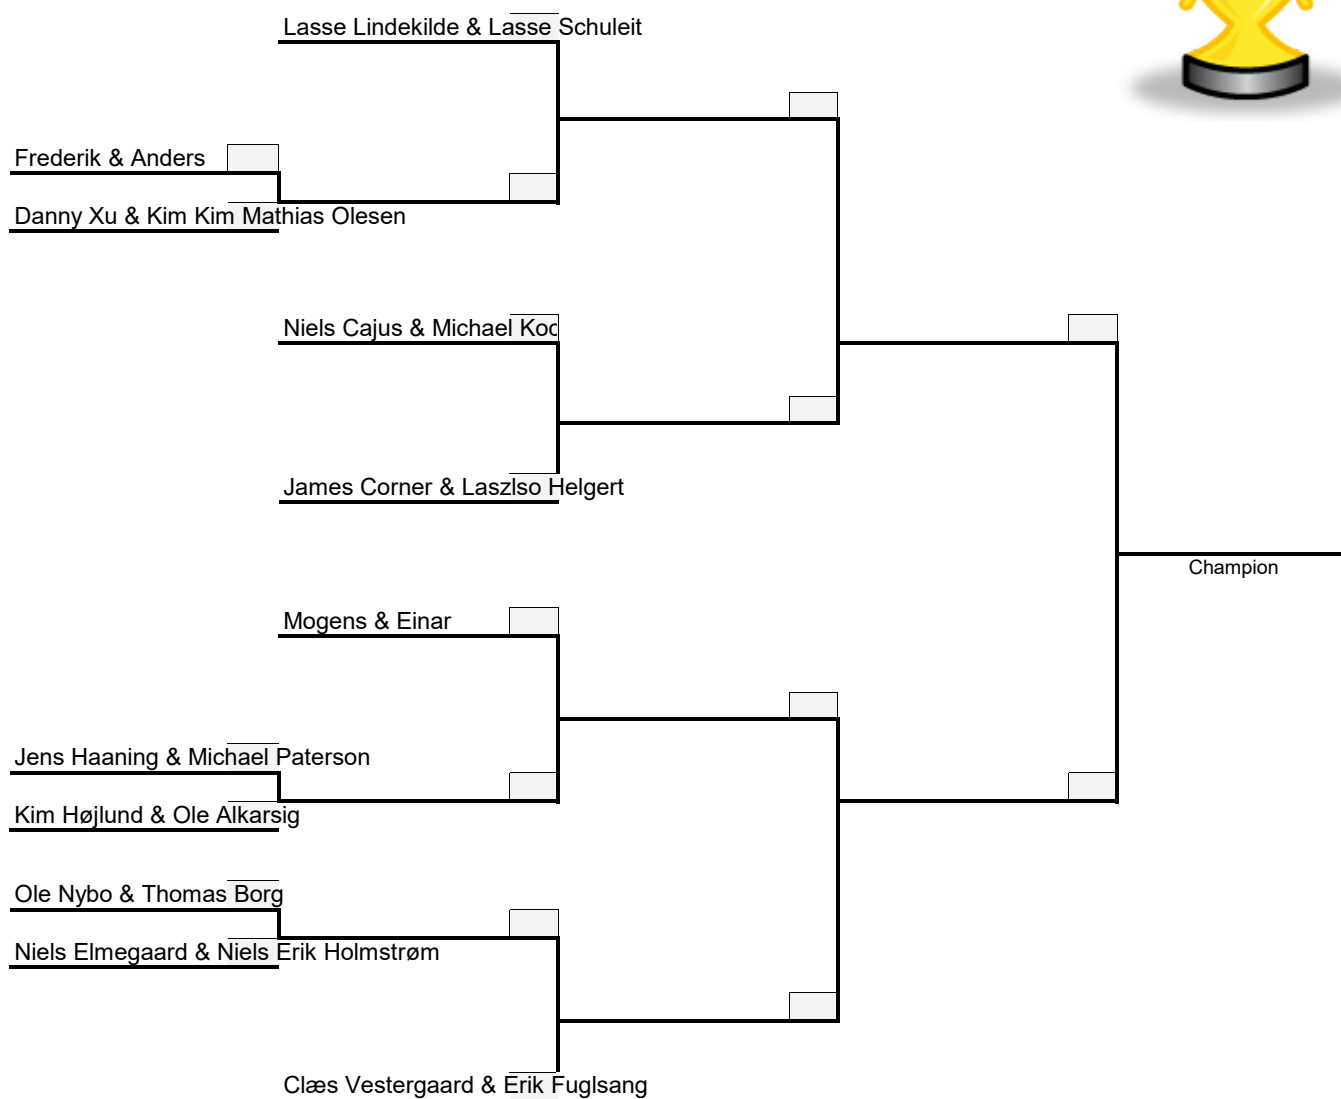 Lasse Lindekilde & Lasse Schuleit
Frederik & Anders
Danny Xu & Kim Kim Mathias Olesen
Niels Cajus & Michael Koc
James Corner & Laszlso Helgert
Champion
Mogens & Einar
Jens Haaning & Michael Paterson
Kim Højlund & Ole Alkarsig
Ole Nybo & Thomas Borg
Niels Elmegaard & Niels Erik Holmstrøm
Clæs Vestergaard & Erik Fuglsang